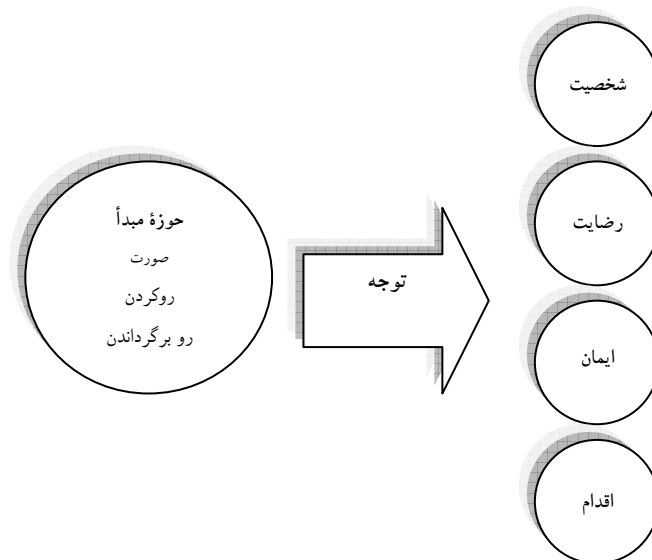 شخصیت
رضایت
ایمان
اقدام
توجه
حوزهٔ مبدأ
صورت
روکردن
رو برگرداندن